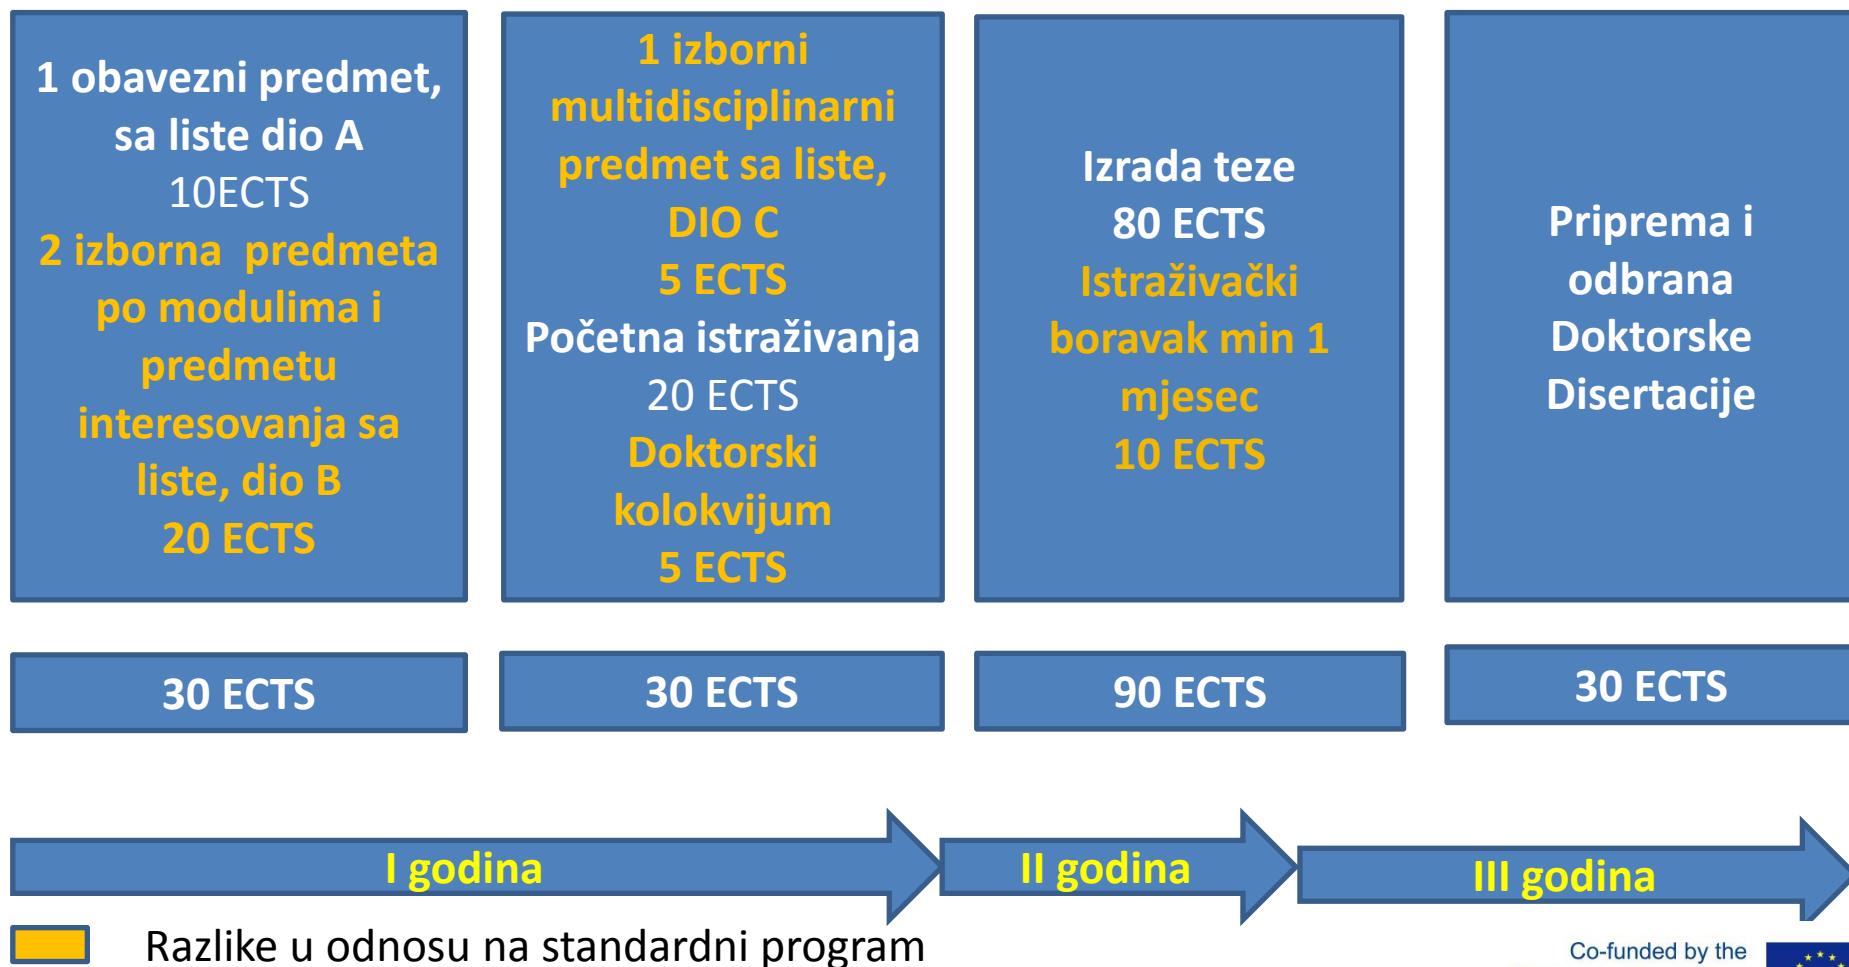 1 obavezni predmet,
sa liste dio A
10ECTS
2 izborna predmeta
po modulima i
predmetu
interesovanja sa
liste, dio B
20 ECTS
1 izborni
multidisciplinarni
predmet sa liste,
DIO C
5 ECTS
Početna istraživanja
20 ECTS
Doktorski
kolokvijum
5 ECTS
Izrada teze
80 ECTS
Istraživački
boravak min 1
mjesec
10 ECTS
Priprema i
odbrana
Doktorske
Disertacije
30 ECTS
30 ECTS
90 ECTS
30 ECTS
I godina
II godina
III godina
Razlike u odnosu na standardni program
Co-funded by the